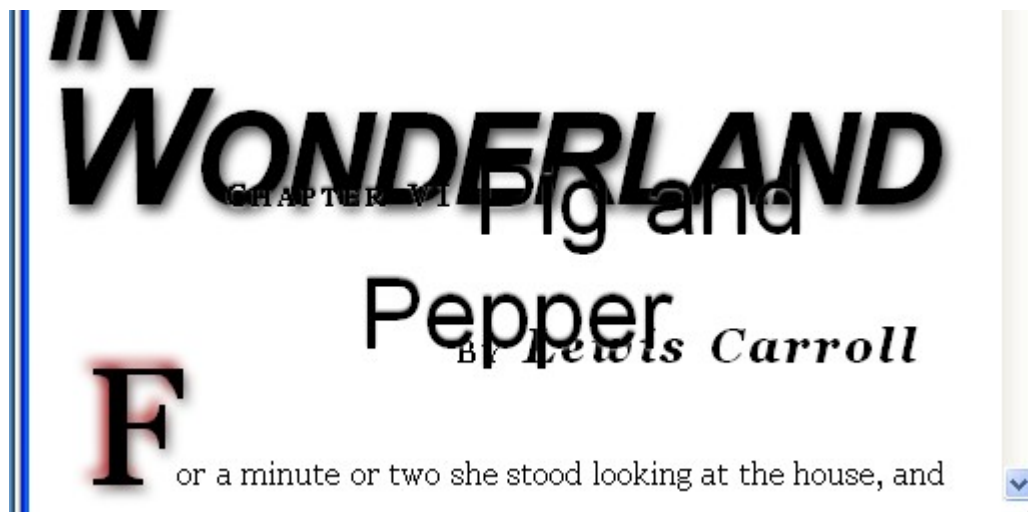 IN
WONDERLAND
CHAPTER VI Pig and
Pepper
BY Lewis Carroll
For a minute or two she stood looking at the house, and